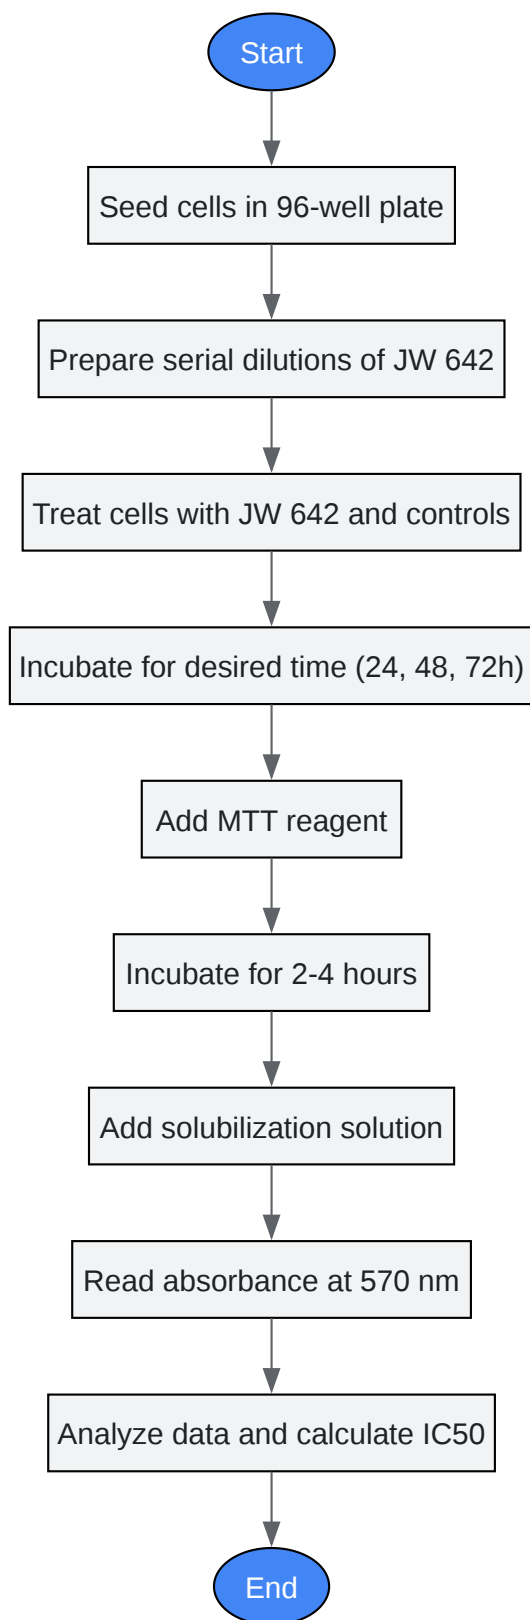 Start
Seed cells in 96-well plate
Prepare serial dilutions of JW 642
Treat cells with JW 642 and controls
Incubate for desired time (24, 48, 72h)
Add MTT reagent
Incubate for 2-4 hours
Add solubilization solution
Read absorbance at 570 nm
Analyze data and calculate IC50
End